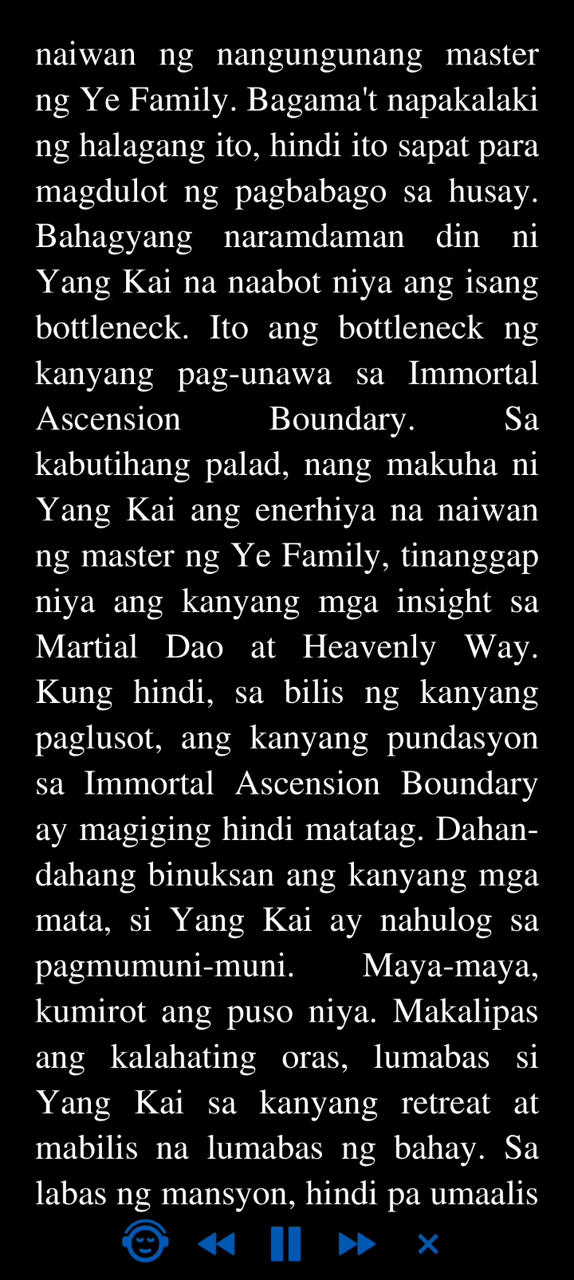 naiwan ng nangungunang master
ng Ye Family. Bagama't napakalaki
ng halagang ito, hindi ito sapat para
magdulot ng pagbabago sa husay.
Bahagyang naramdaman din ni
Yang Kai na naabot niya ang isang
bottleneck. Ito ang bottleneck ng
kanyang pag-unawa sa Immortal
Ascension Boundary. Sa
kabutihang palad, nang makuha ni
Yang Kai ang enerhiya na naiwan
ng master ng Ye Family, tinanggap
niya ang kanyang mga insight sa
Martial Dao at Heavenly Way.
Kung hindi, sa bilis ng kanyang
paglusot, ang kanyang pundasyon
sa Immortal Ascension Boundary
ay magiging hindi matatag. Dahan-
dahang binuksan ang kanyang mga
mata, si Yang Kai ay nahulog sa
pagmumuni-muni. Maya-maya,
kumirot ang puso niya. Makalipas
ang kalahating oras, lumabas si
Yang Kai sa kanyang retreat at
mabilis na lumabas ng bahay. Sa
labas ng mansyon, hindi pa umaalis